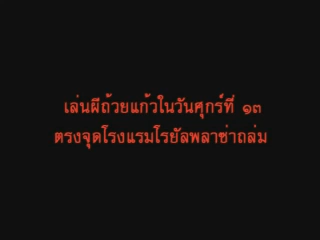 เล่นผีถ้วยแก้วในวันศุกร์ที่ ๑๓
ตรงจุดโรงแรมโรยัลพลาซ่าถล่ม